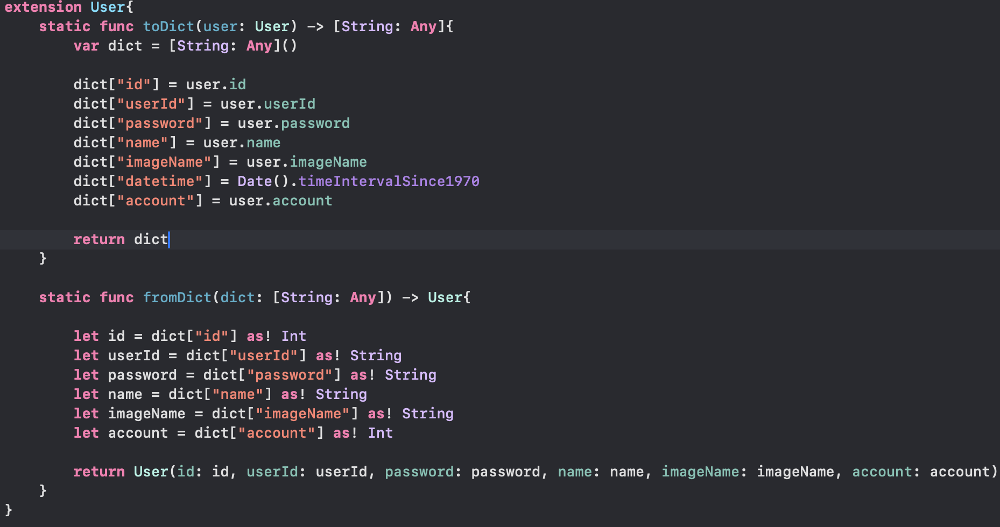 extension User{
    static func toDict(user: User) -> [String: Any]{
        var dict = [String: Any]()

        dict["id"] = user.id
        dict["userId"] = user.userId
        dict["password"] = user.password
        dict["name"] = user.name
        dict["imageName"] = user.imageName
        dict["datetime"] = Date().timeIntervalSince1970
        dict["account"] = user.account

        return dict
    }

    static func fromDict(dict: [String: Any]) -> User{

        let id = dict["id"] as! Int
        let userId = dict["userId"] as! String
        let password = dict["password"] as! String
        let name = dict["name"] as! String
        let imageName = dict["imageName"] as! String
        let account = dict["account"] as! Int

        return User(id: id, userId: userId, password: password, name: name, imageName: imageName, account: account)
    }
}